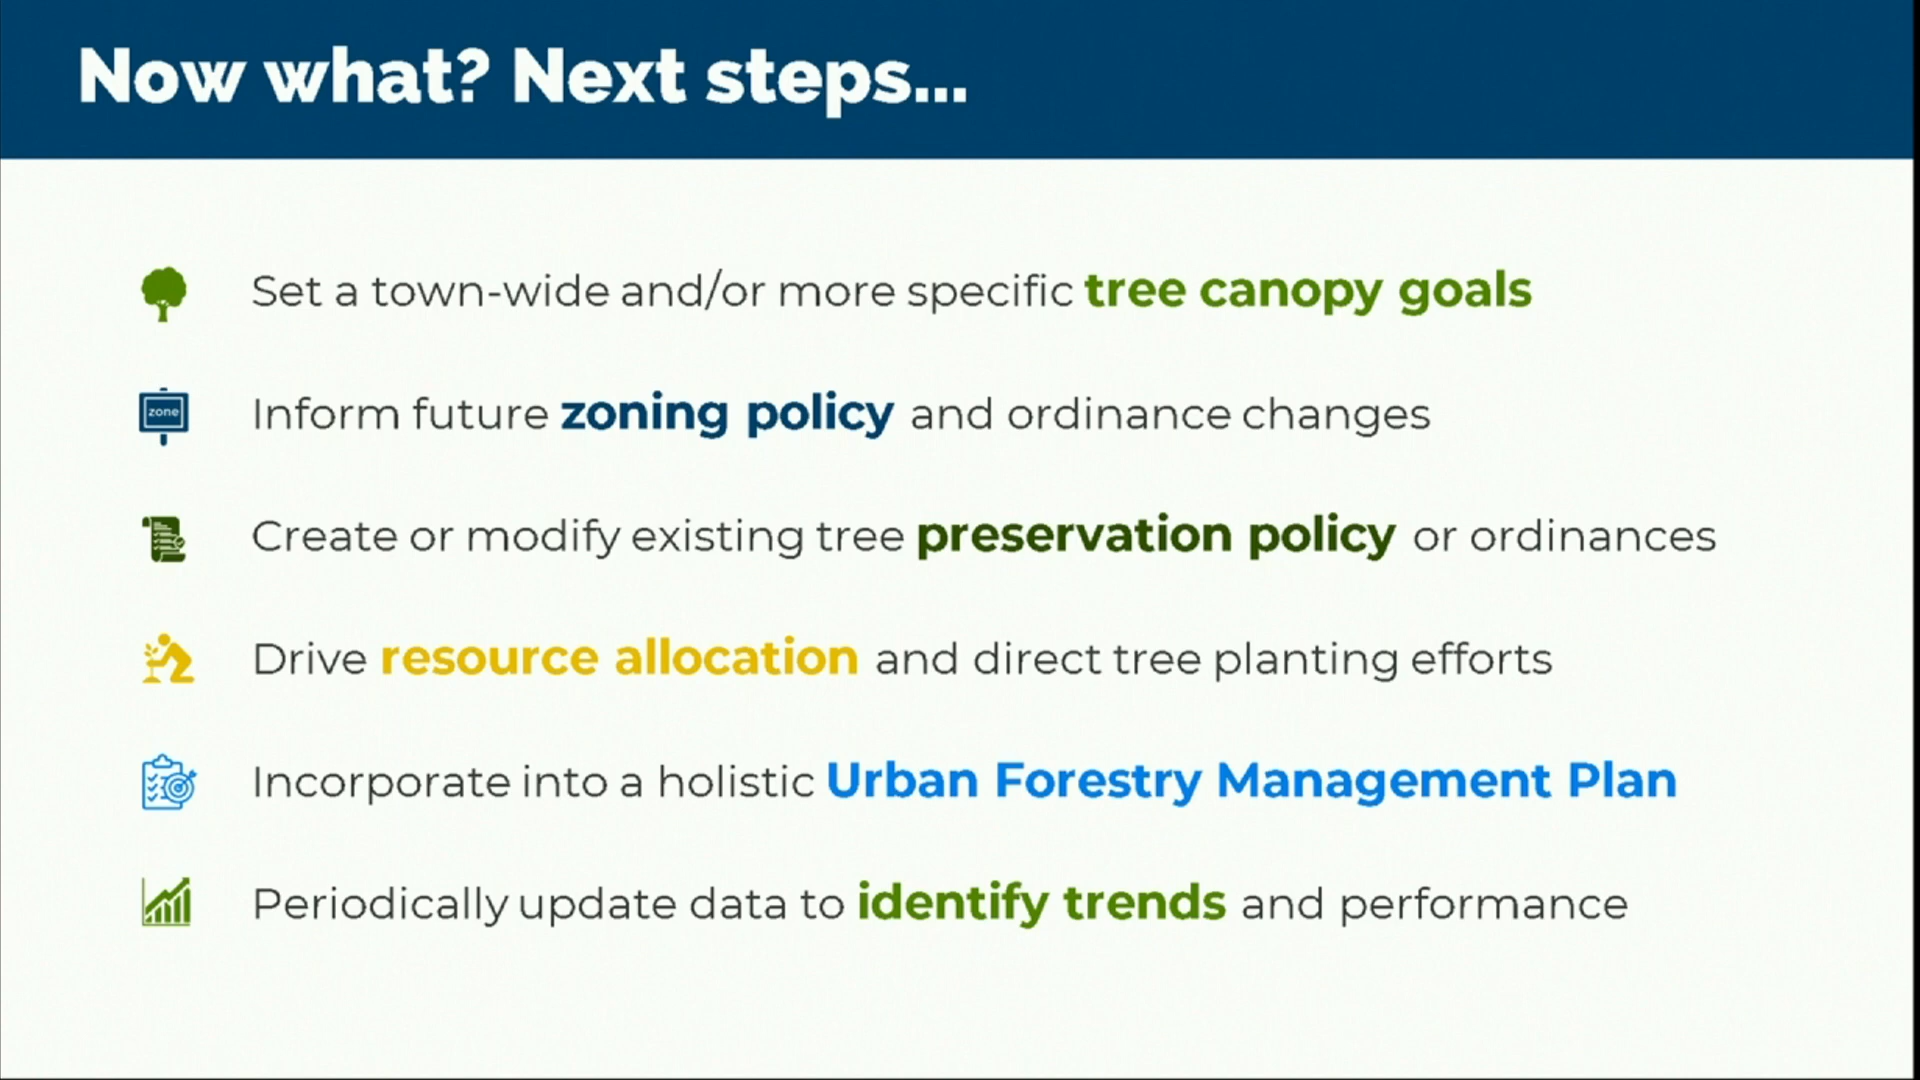 Now what? Next steps...
Set a town-wide and/or more specific tree canopy goals
zone
Inform future zoning policy and ordinance changes
Create or modify existing tree preservation policy or ordinances
Drive resource allocation and direct tree planting efforts
Incorporate into a holistic Urban Forestry Management Plan
Periodically update data to identify trends and performance